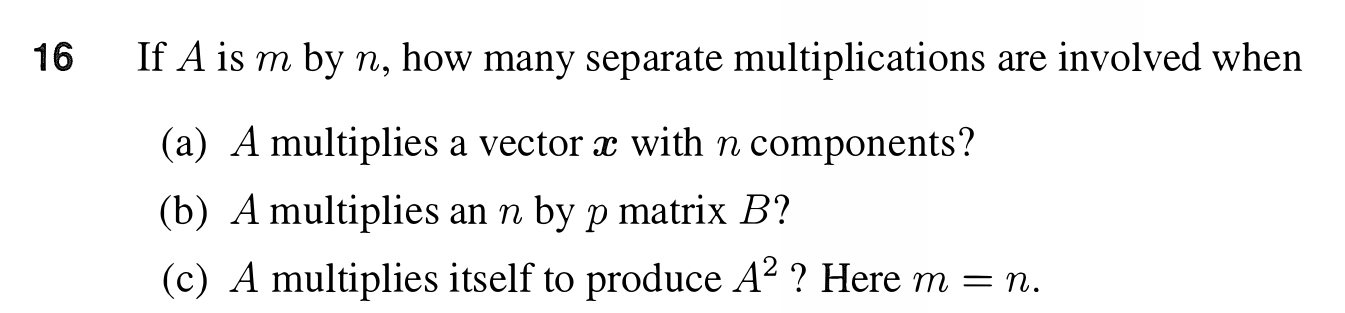 16 If A is m by n, how many separate multiplications are involved when
(a) A multiplies a vector x with n components?
(b) A multiplies an n by p matrix B?
(c) A multiplies itself to produce A² ? Here m = n.